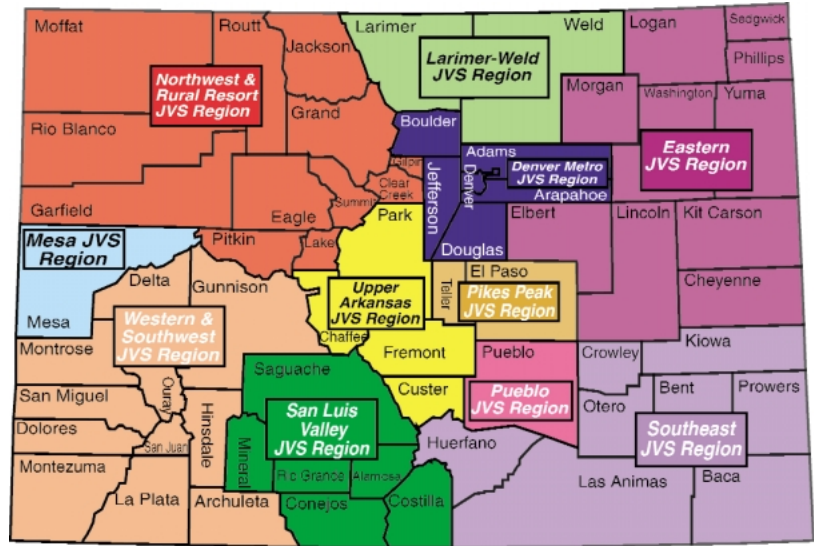 Moffat
Routt
Jackson
Larimer
Weld
Logan
Sedgwick
Phillips
Northwest &
Rural Resort
JVS Region
Larimer-Weld
JVS Region
Morgan
Washington
Yuma
Rio Blanco
Grand
Boulder
Gilpin
Clear
Creek
Jefferson
Adams
Denver
Denver Metro
JVS Region
Arapahoe
Eastern
JVS Region
Garfield
Eagle
Summit
Park
Douglas
Elbert
Lincoln
Kit Carson
Mesa JVS
Region
Pitkin
Lake
Mesa
Delta
Gunnison
Upper
Arkansas
JVS Region
Chaffee
Teller
El Paso
Pikes Peak
JVS Region
Cheyenne
Western &
Southwest
JVS Region
Montrose
Fremont
Pueblo
Crowley
Kiowa
San Miguel
Ouray
Saguache
Custer
Pueblo
JVS Region
Otero
Bent
Prowers
Dolores
San Juan
Hinsdale
San Luis
Valley
JVS Region
Mineral
Huerfano
Southeast
JVS Region
Montezuma
La Plata
Archuleta
Rio Grance
Alamosa
Conejos
Costilla
Las Animas
Baca